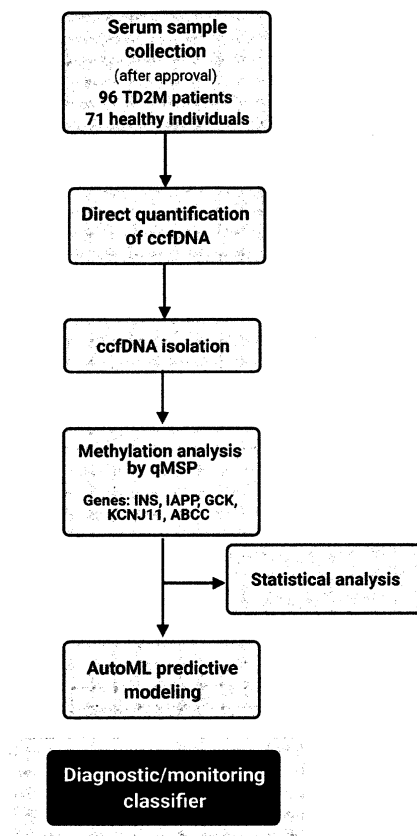 Serum sample
collection
(after approval)
96 TD2M patients
71 healthy individuals
Direct quantification
of ccfDNA
ccfDNA isolation
Methylation analysis
by qMSP
Genes: INS, IAPP, GCK,
KCNJ11, ABCC
Statistical analysis
AutoML predictive
modeling
Diagnostic/monitoring
classifier